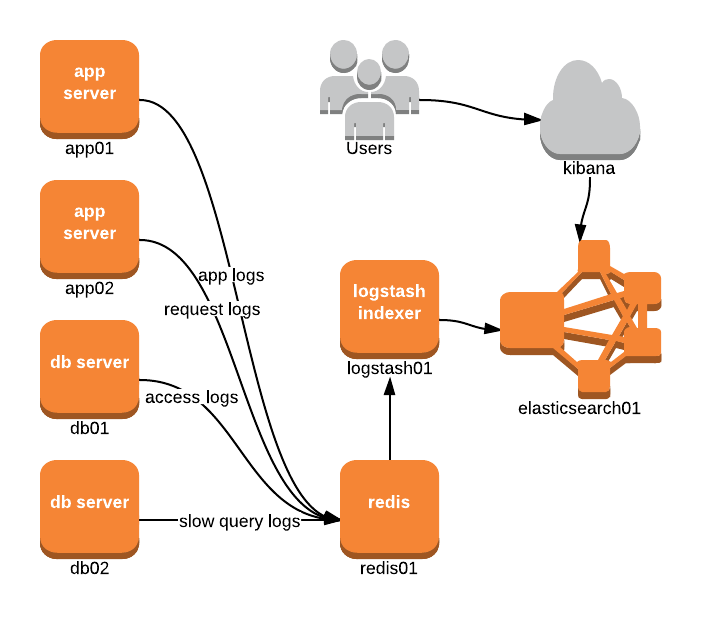 app
server
app01
Users
kibana
app
server
app02
app logs
request logs
logstash
indexer
logstash01
elasticsearch01
db server
db01
access logs
db server
db02
slow query logs
redis
redis01